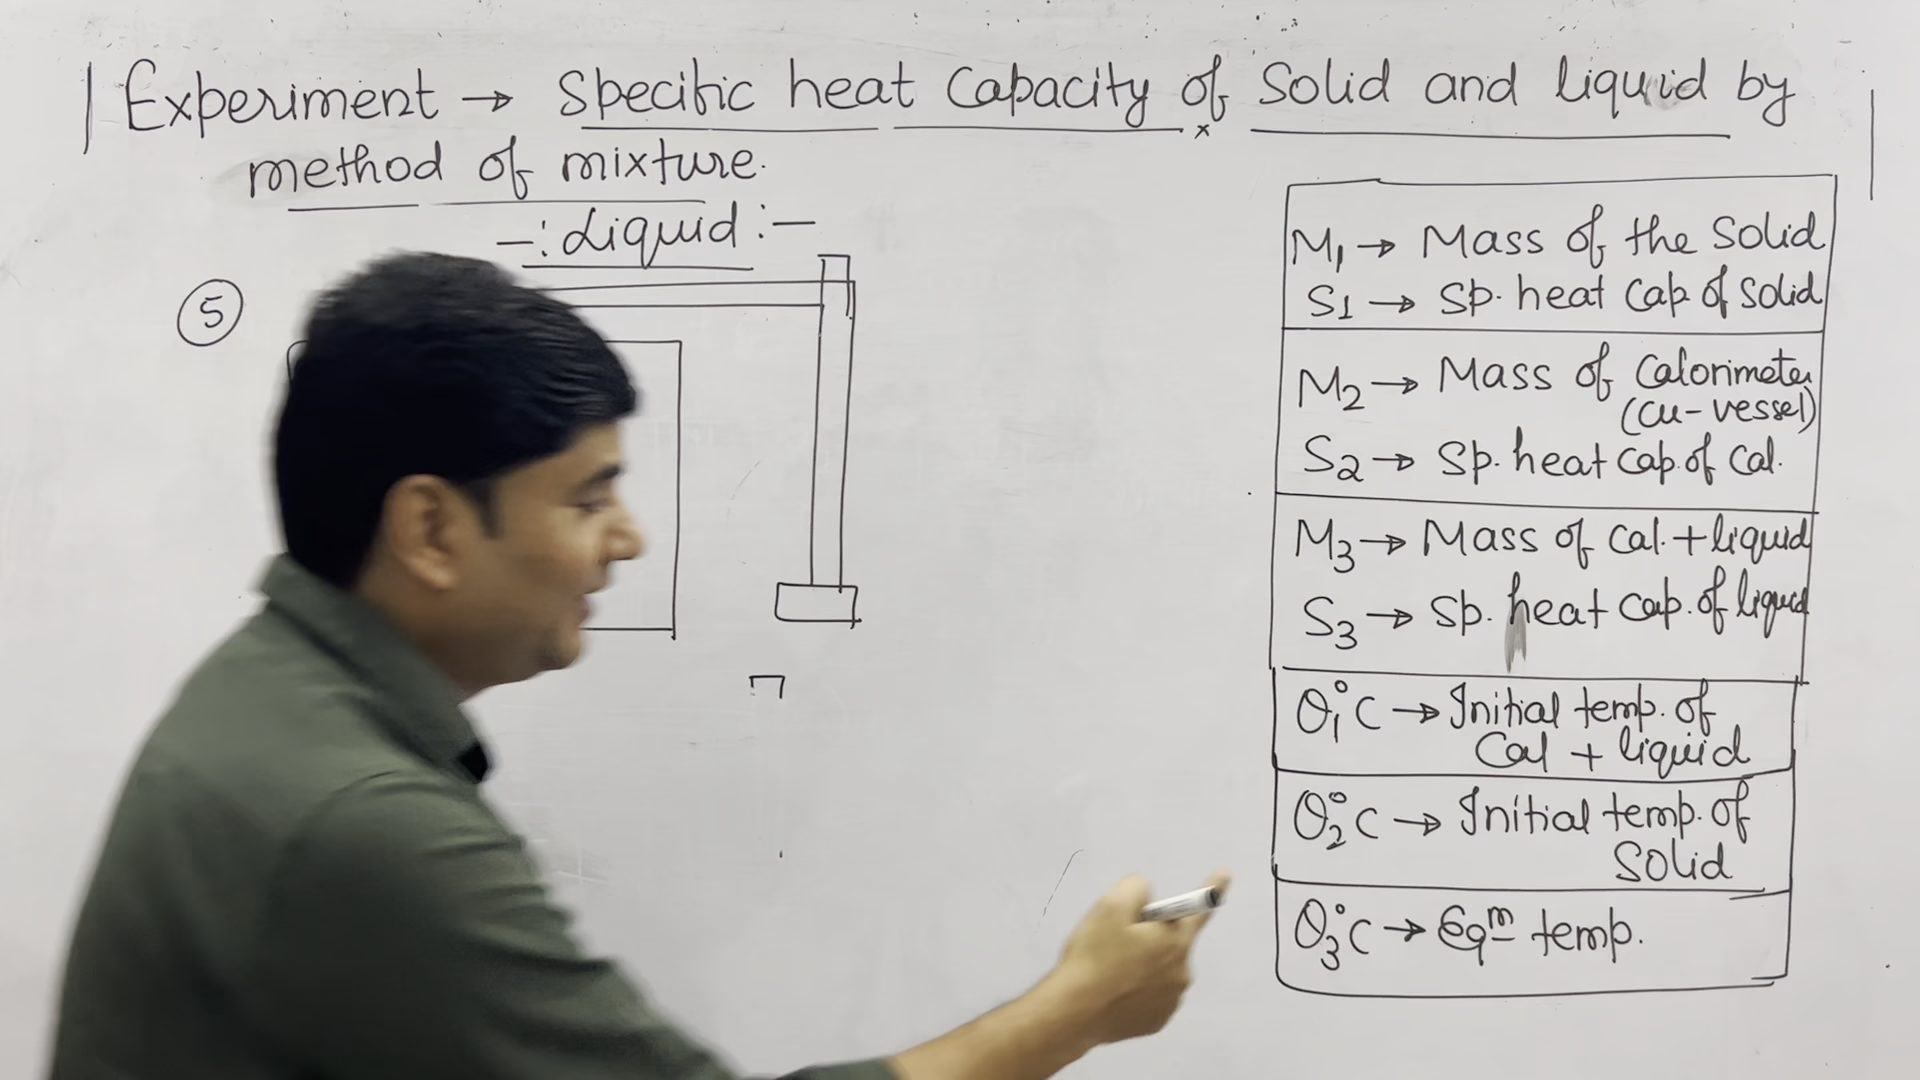 Experiment → Specific heat Capacity of Solid and liquid by
method of mixture.
-: Liquid :-
5
M1 → Mass of the Solid
S1 → Sp. heat Cap. of Solid
M2 → Mass of Calorimeter
(Cu-vessel)
S2 → Sp. heat Cap. of Cal.
M3 → Mass of Cal. + liquid
S3 → Sp. heat Cap. of liquid
θ1°C → Initial temp. of
Cal + liquid
θ2°C → Initial temp. of
Solid
θ3°C → Eqm temp.